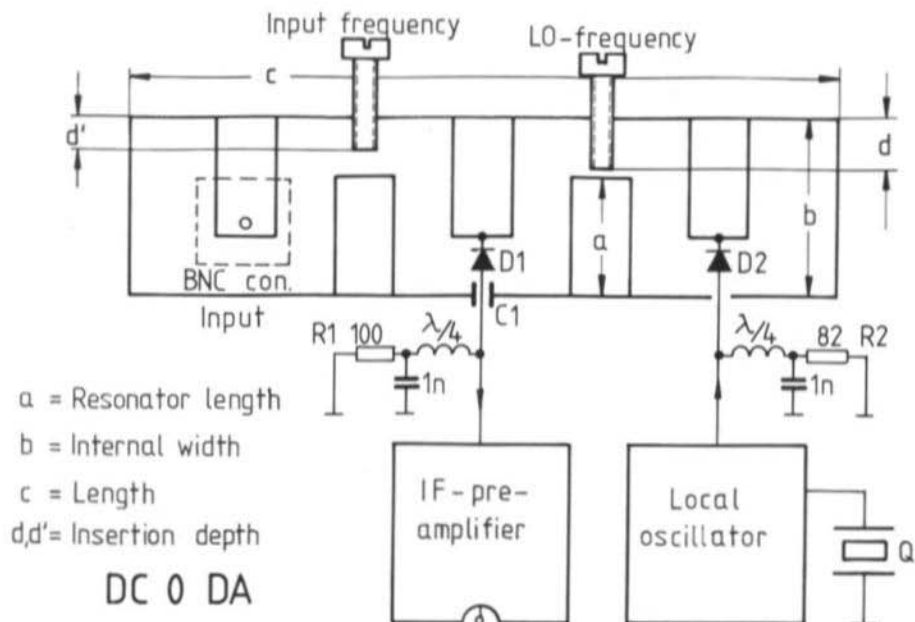 Input frequency
LO-frequency
c
d'
d
b
a
BNC con.
Input
D1
D2
C1
R1 100
λ/4
1n
λ/4
82 R2
1n
a = Resonator length
b = Internal width
c = Length
d,d'= Insertion depth
DC 0 DA
IF-pre-
amplifier
Local
oscillator
Q